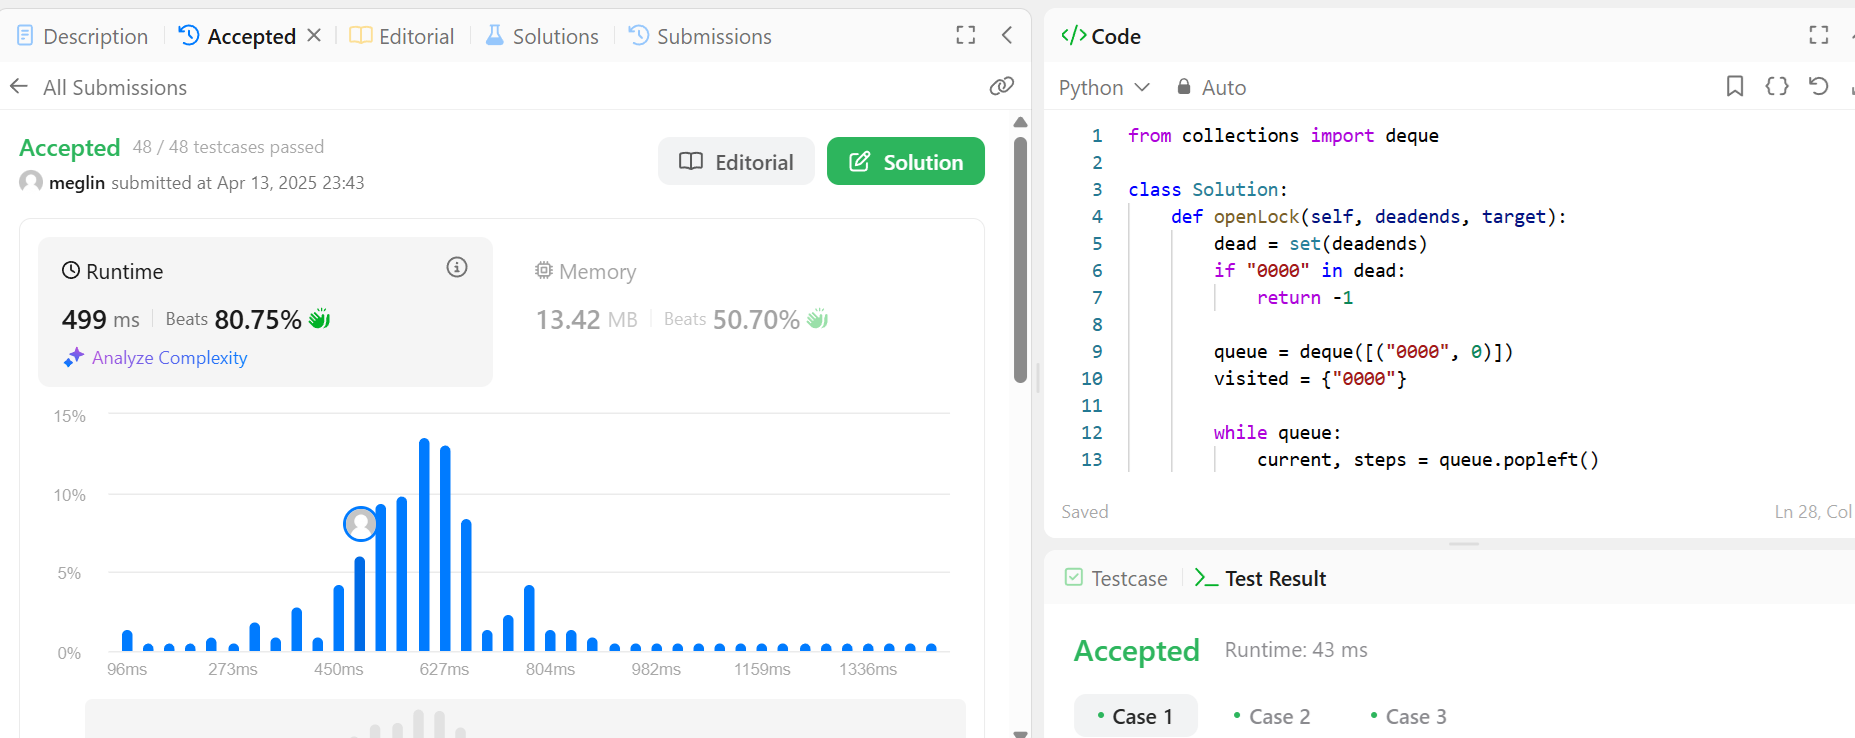 Description
Accepted
Editorial
Solutions
Submissions
All Submissions
Accepted 48 / 48 testcases passed
meglin submitted at Apr 13, 2025 23:43
Editorial
Solution
Runtime
499 ms Beats 80.75%
Analyze Complexity
Memory
13.42 MB Beats 50.70%
15%
10%
5%
0%
96ms 273ms 450ms 627ms 804ms 982ms 1159ms 1336ms
</> Code
Python Auto
1 from collections import deque
2
3 class Solution:
4 def openLock(self, deadends, target):
5 dead = set(deadends)
6 if "0000" in dead:
7 return -1
8
9 queue = deque([("0000", 0)])
10 visited = {"0000"}
11
12 while queue:
13 current, steps = queue.popleft()
Saved
Ln 28, Col
Testcase
Test Result
Accepted Runtime: 43 ms
Case 1
Case 2
Case 3